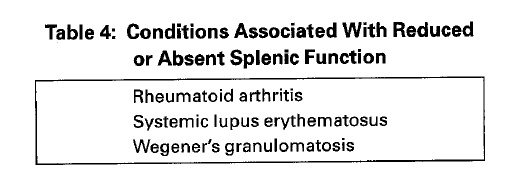 Table 4: Conditions Associated With Reduced
or Absent Splenic Function
Rheumatoid arthritis
Systemic lupus erythematosus
Wegener's granulomatosis